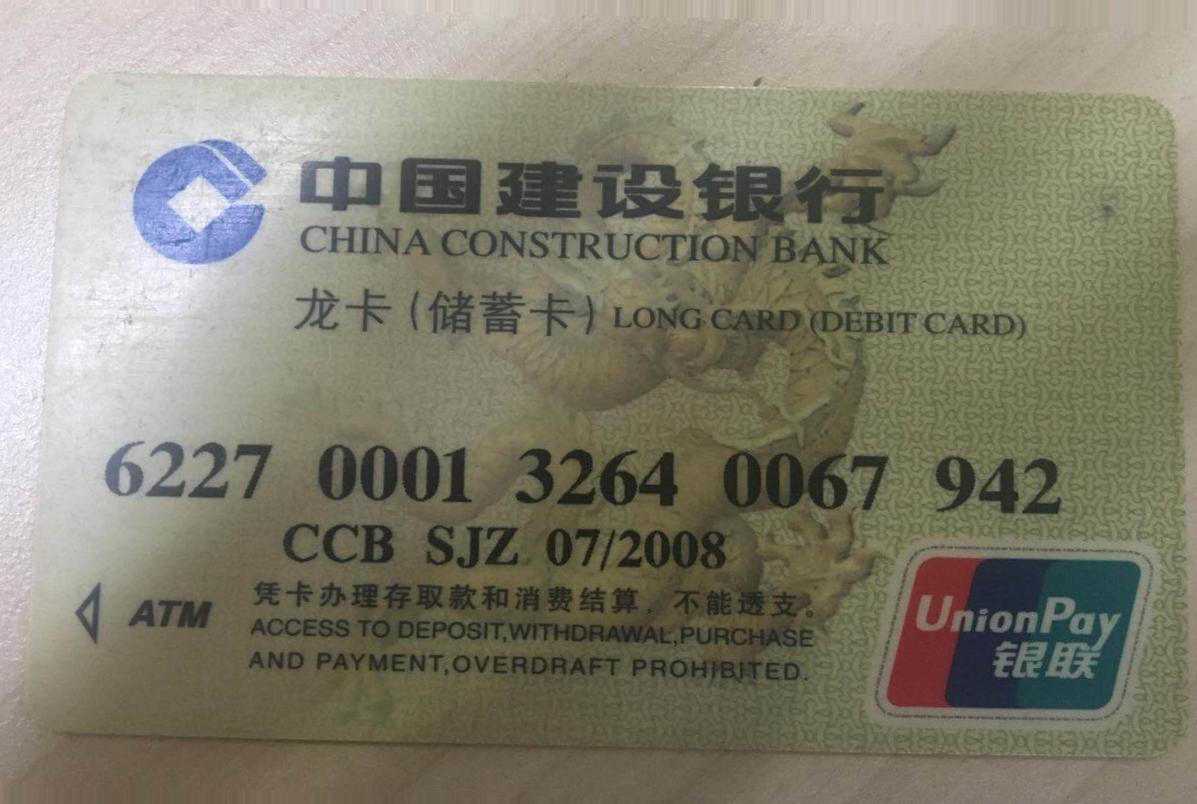 中国建设银行
CHINA CONSTRUCTION BANK
龙卡(储蓄卡) LONG CARD (DEBIT CARD)
6227 0001 3264 0067 942
CCB SJZ 07/2008
ATM
凭卡办理存取款和消费结算，不能透支。
ACCESS TO DEPOSIT,WITHDRAWAL,PURCHASE
AND PAYMENT,OVERDRAFT PROHIBITED.
UnionPay
银联